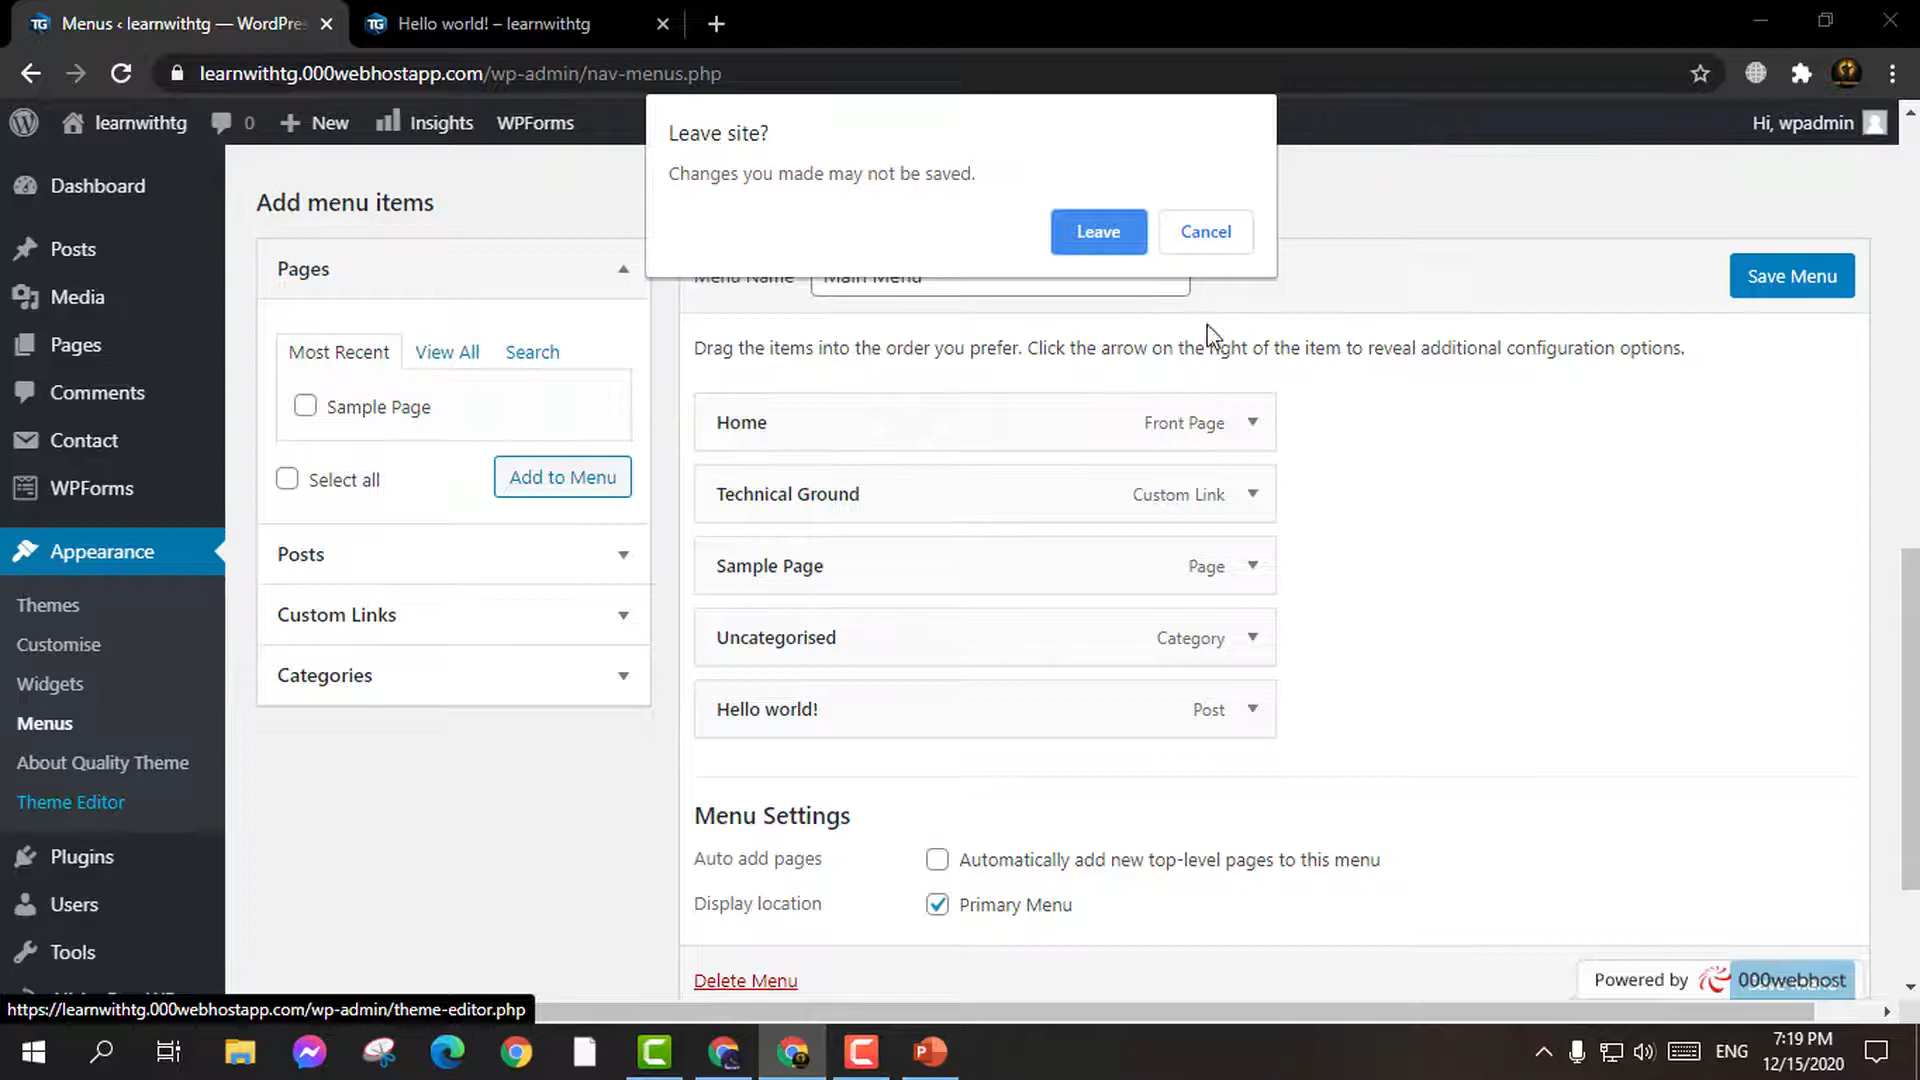 Menus ‹ learnwithtg — WordPre
Hello world! – learnwithtg
learnwithtg.000webhostapp.com/wp-admin/nav-menus.php
learnwithtg
0
New
Insights
WPForms
Hi, wpadmin
Leave site?
Changes you made may not be saved.
Leave
Cancel
Dashboard
Posts
Media
Pages
Comments
Contact
WPForms
Appearance
Themes
Customise
Widgets
Menus
About Quality Theme
Theme Editor
Plugins
Users
Tools
Add menu items
Pages
Most Recent
View All
Search
Sample Page
Select all
Add to Menu
Posts
Custom Links
Categories
Menu Name
Main Menu
Save Menu
Drag the items into the order you prefer. Click the arrow on the right of the item to reveal additional configuration options.
Home
Front Page
Technical Ground
Custom Link
Sample Page
Page
Uncategorised
Category
Hello world!
Post
Menu Settings
Auto add pages
Automatically add new top-level pages to this menu
Display location
Primary Menu
Delete Menu
Powered by
000webhost
https://learnwithtg.000webhostapp.com/wp-admin/theme-editor.php
ENG
7:19 PM
12/15/2020